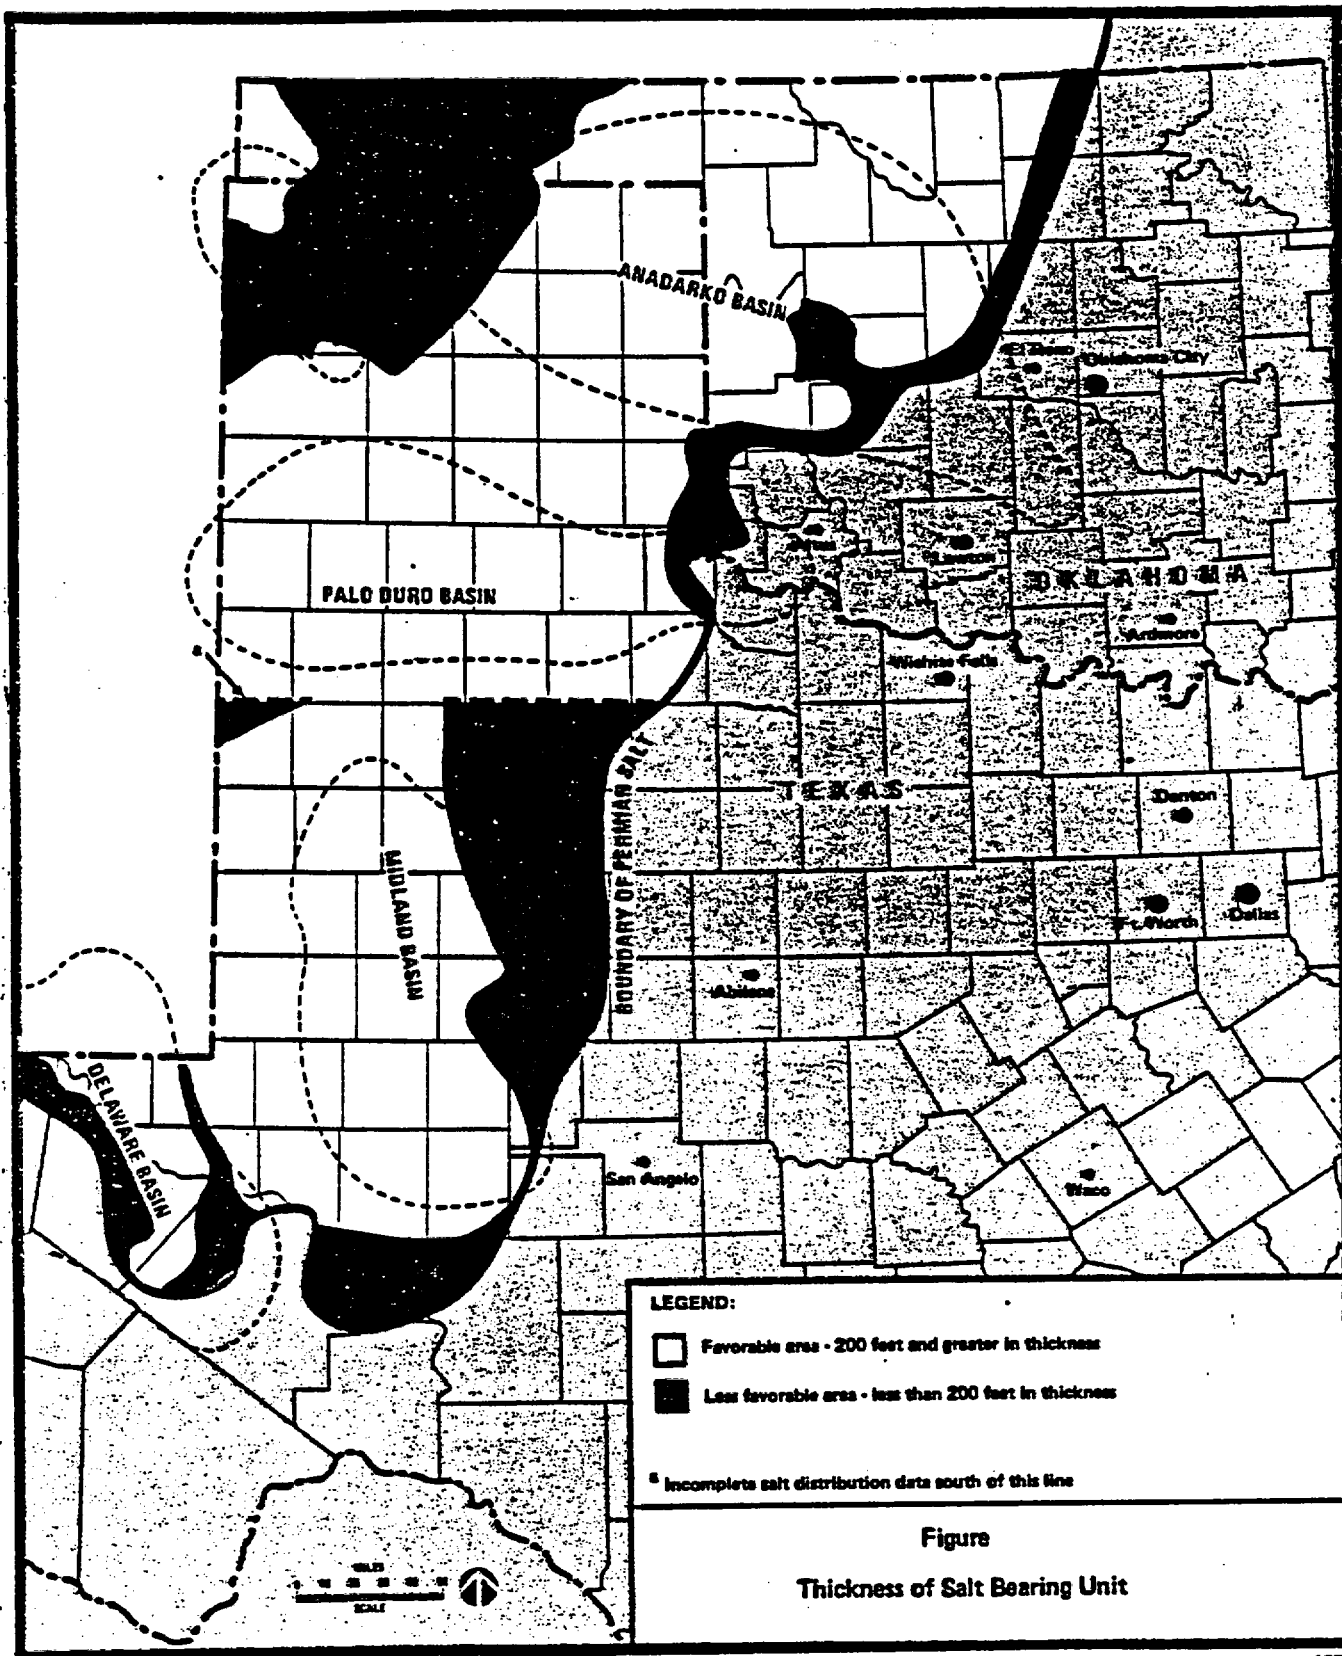 ANADARKO BASIN
El Reno
Oklahoma City
Altus
Lawton
OKLAHOMA
PALO DURO BASIN
Ardmore
Wichita Falls
BOUNDARY OF PERMIAN SALT
TEXAS
Denton
MIDLAND BASIN
Ft. Worth
Dallas
Abilene
DELAWARE BASIN
San Angelo
Waco
LEGEND:
Favorable area - 200 feet and greater in thickness
Less favorable area - less than 200 feet in thickness
Incomplete salt distribution data south of this line
MILES
SCALE
Figure
Thickness of Salt Bearing Unit